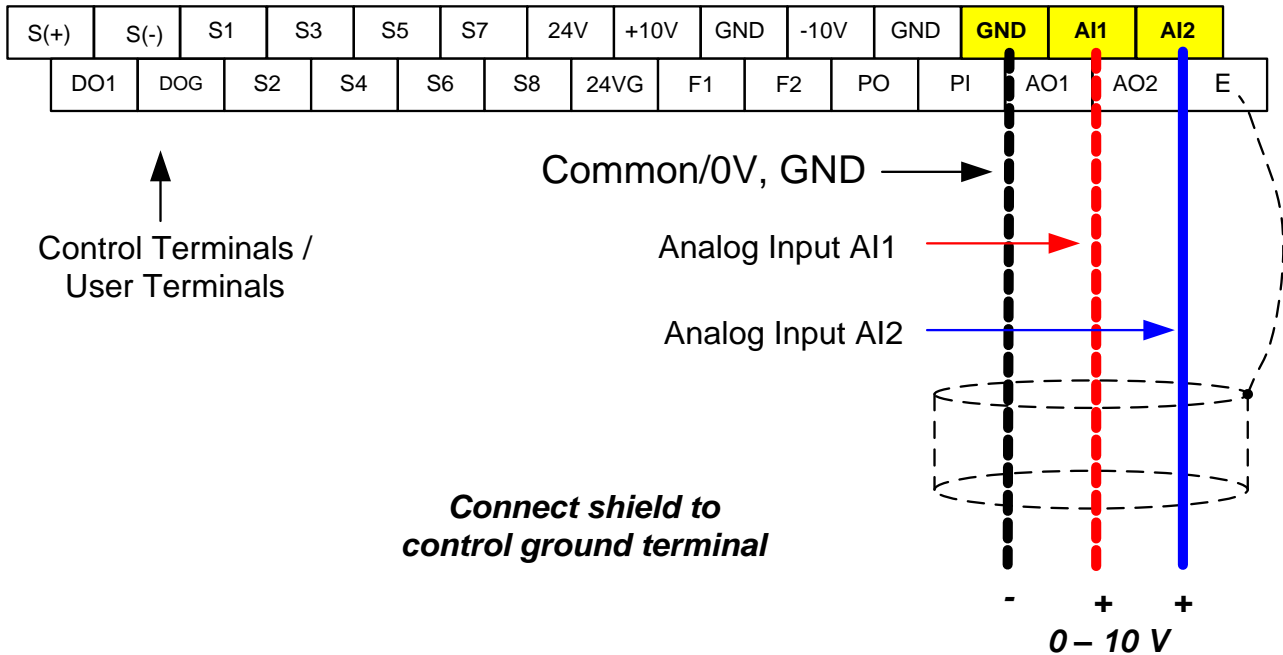 S(+) S(-) S1 S3 S5 S7 24V +10V GND -10V GND GND AI1 AI2
DO1 DOG S2 S4 S6 S8 24VG F1 F2 PO PI AO1 AO2 E
Common/0V, GND
Control Terminals /
User Terminals
Analog Input AI1
Analog Input AI2
Connect shield to
control ground terminal
- + +
0 – 10 V